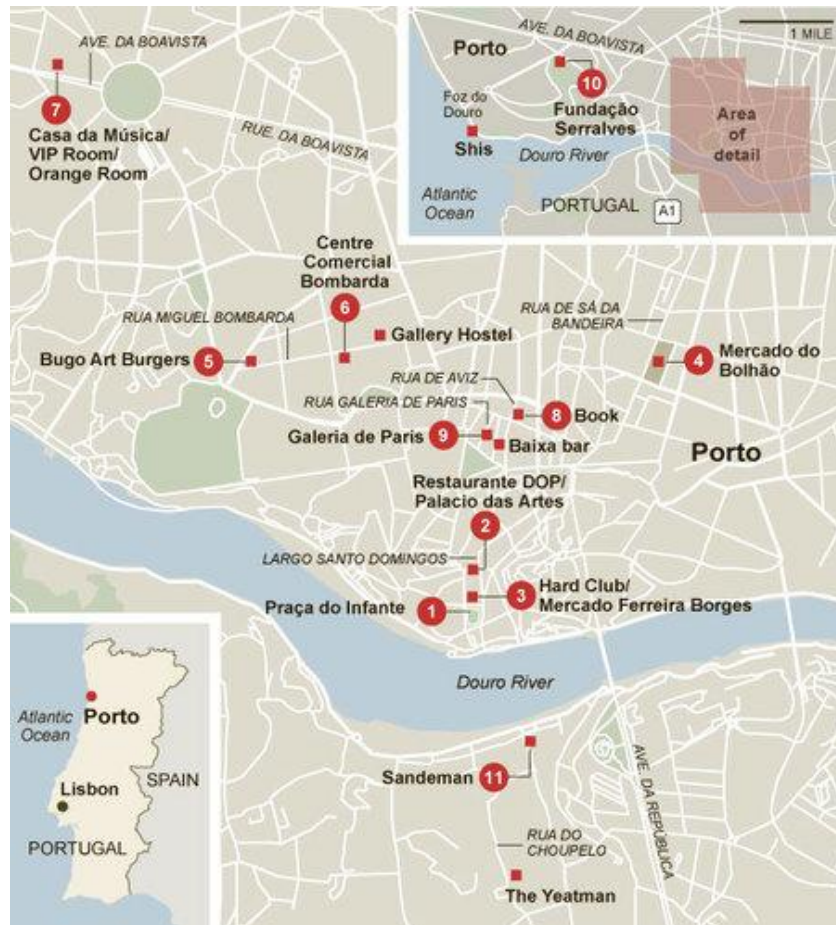 AVE. DA BOAVISTA
7
Casa da Música/
VIP Room/
Orange Room
RUE. DA BOAVISTA
AVE. DA BOAVISTA
1 MILE
Porto
10
Fundação
Serralves
Foz do
Douro
Shis
Douro River
Area
of
detail
Atlantic
Ocean
PORTUGAL
A1
Centre
Comercial
Bombarda
6
RUA MIGUEL BOMBARDA
Gallery Hostel
Bugo Art Burgers
5
RUA DE SÁ DA
BANDEIRA
4
Mercado do
Bolhão
RUA DE AVIZ
RUA GALERIA DE PARIS
8
Book
Galeria de Paris
9
Baixa bar
Porto
Restaurante DOP/
Palacio das Artes
2
LARGO SANTO DOMINGOS
Praça do Infante
1
3
Hard Club/
Mercado Ferreira Borges
Douro River
Sandeman
11
AVE. DA REPÚBLICA
RUA DO
CHOUPELO
The Yeatman
Atlantic
Ocean
Porto
Lisbon
SPAIN
PORTUGAL